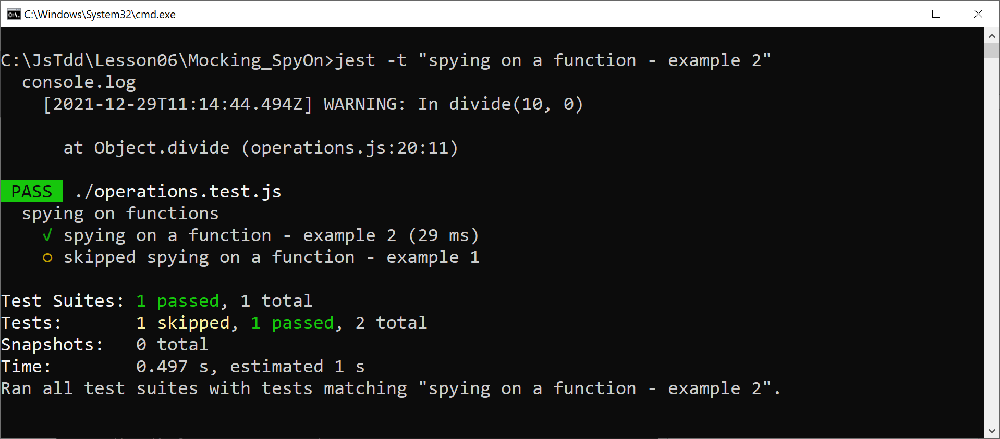 C:\Windows\System32\cmd.exe
C:\JsTdd\Lesson06\Mocking_SpyOn>jest -t "spying on a function - example 2"
console.log
[2021-12-29T11:14:44.494Z] WARNING: In divide(10, 0)
at Object.divide (operations.js:20:11)
PASS ./operations.test.js
spying on functions
√ spying on a function - example 2 (29 ms)
○ skipped spying on a function - example 1
Test Suites: 1 passed, 1 total
Tests: 1 skipped, 1 passed, 2 total
Snapshots: 0 total
Time: 0.497 s, estimated 1 s
Ran all test suites with tests matching "spying on a function - example 2".